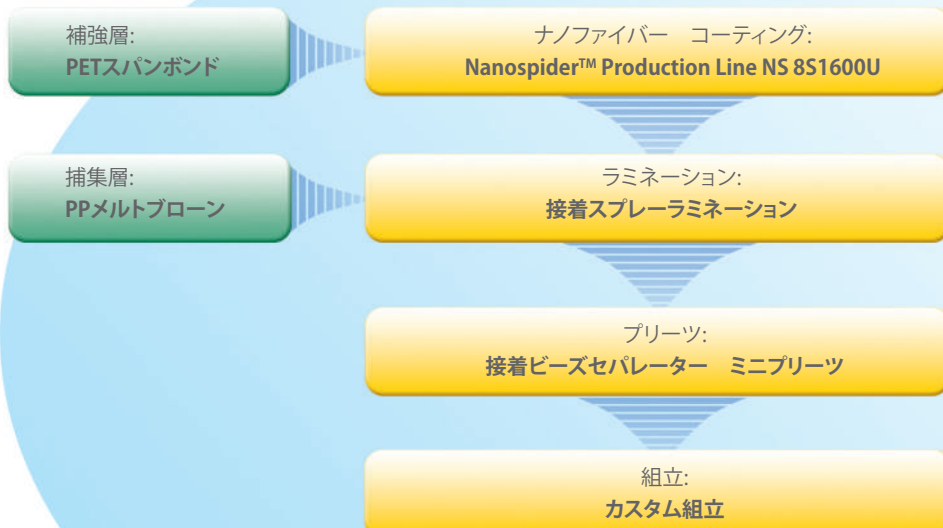 補強層:
PETスパンボンド
ナノファイバー　コーティング:
Nanospider™ Production Line NS 8S1600U
捕集層:
PPメルトブローン
ラミネーション:
接着スプレーラミネーション
プリーツ:
接着ビーズセパレーター　ミニプリーツ
組立:
カスタム組立